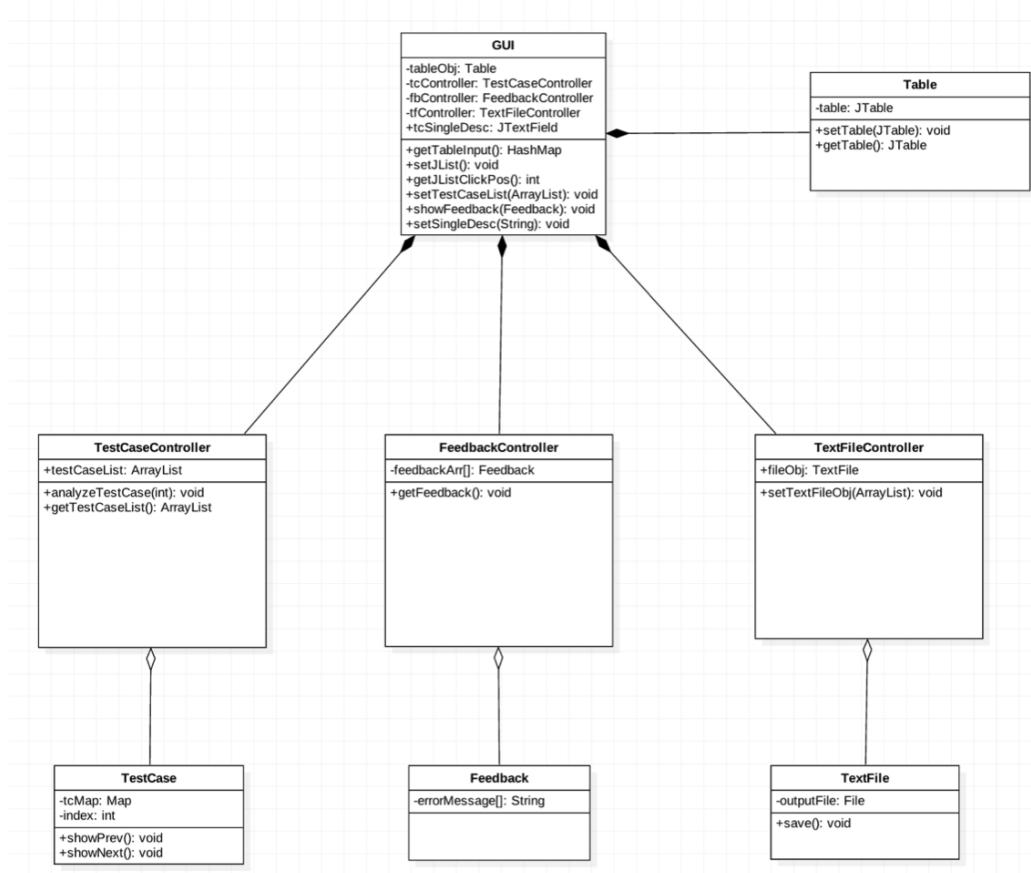 GUI
-tableObj: Table
-tcController: TestCaseController
-fbController: FeedbackController
-tfController: TextFileController
+tcSingleDesc: JTextField
+getTableInput(): HashMap
+setJList(): void
+getJListClickPos(): int
+setTestCaseList(ArrayList): void
+showFeedback(Feedback): void
+setSingleDesc(String): void
Table
-table: JTable
+setTable(JTable): void
+getTable(): JTable
TestCaseController
+testCaseList: ArrayList
+analyzeTestCase(int): void
+getTestCaseList(): ArrayList
FeedbackController
-feedbackArr[]: Feedback
+getFeedback(): void
TextFileController
+fileObj: TextFile
+setTextFileObj(ArrayList): void
TestCase
-tcMap: Map
-index: int
+showPrev(): void
+showNext(): void
Feedback
-errorMessage[]: String
TextFile
-outputFile: File
+save(): void